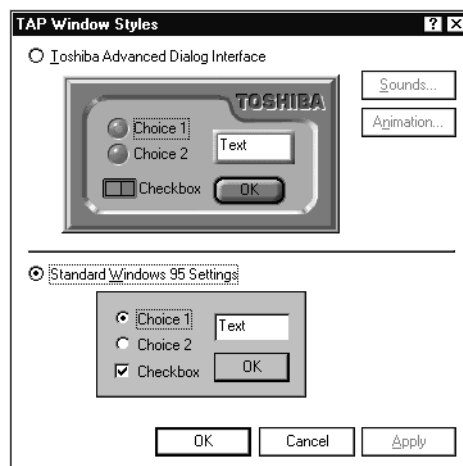 TAP Window Styles
Toshiba Advanced Dialog Interface
TOSHIBA
Choice 1
Choice 2
Text
Checkbox
OK
Sounds...
Animation...
Standard Windows 95 Settings
Choice 1
Choice 2
Text
Checkbox
OK
OK
Cancel
Apply